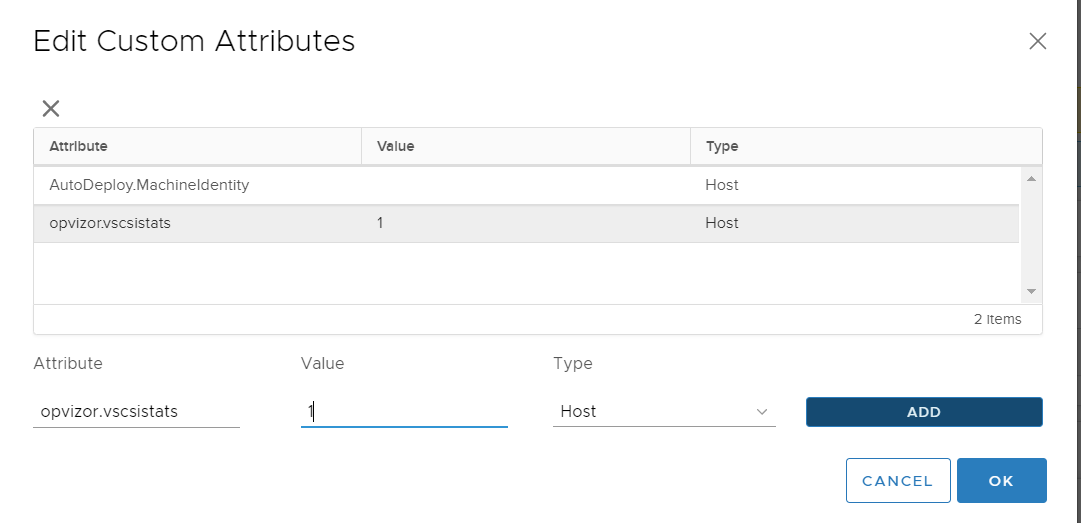 Edit Custom Attributes
Attribute Value Type
AutoDeploy.MachineIdentity Host
opvizor.vscsistats 1 Host
2 items
Attribute Value Type
opvizor.vscsistats 1 Host ADD
CANCEL OK